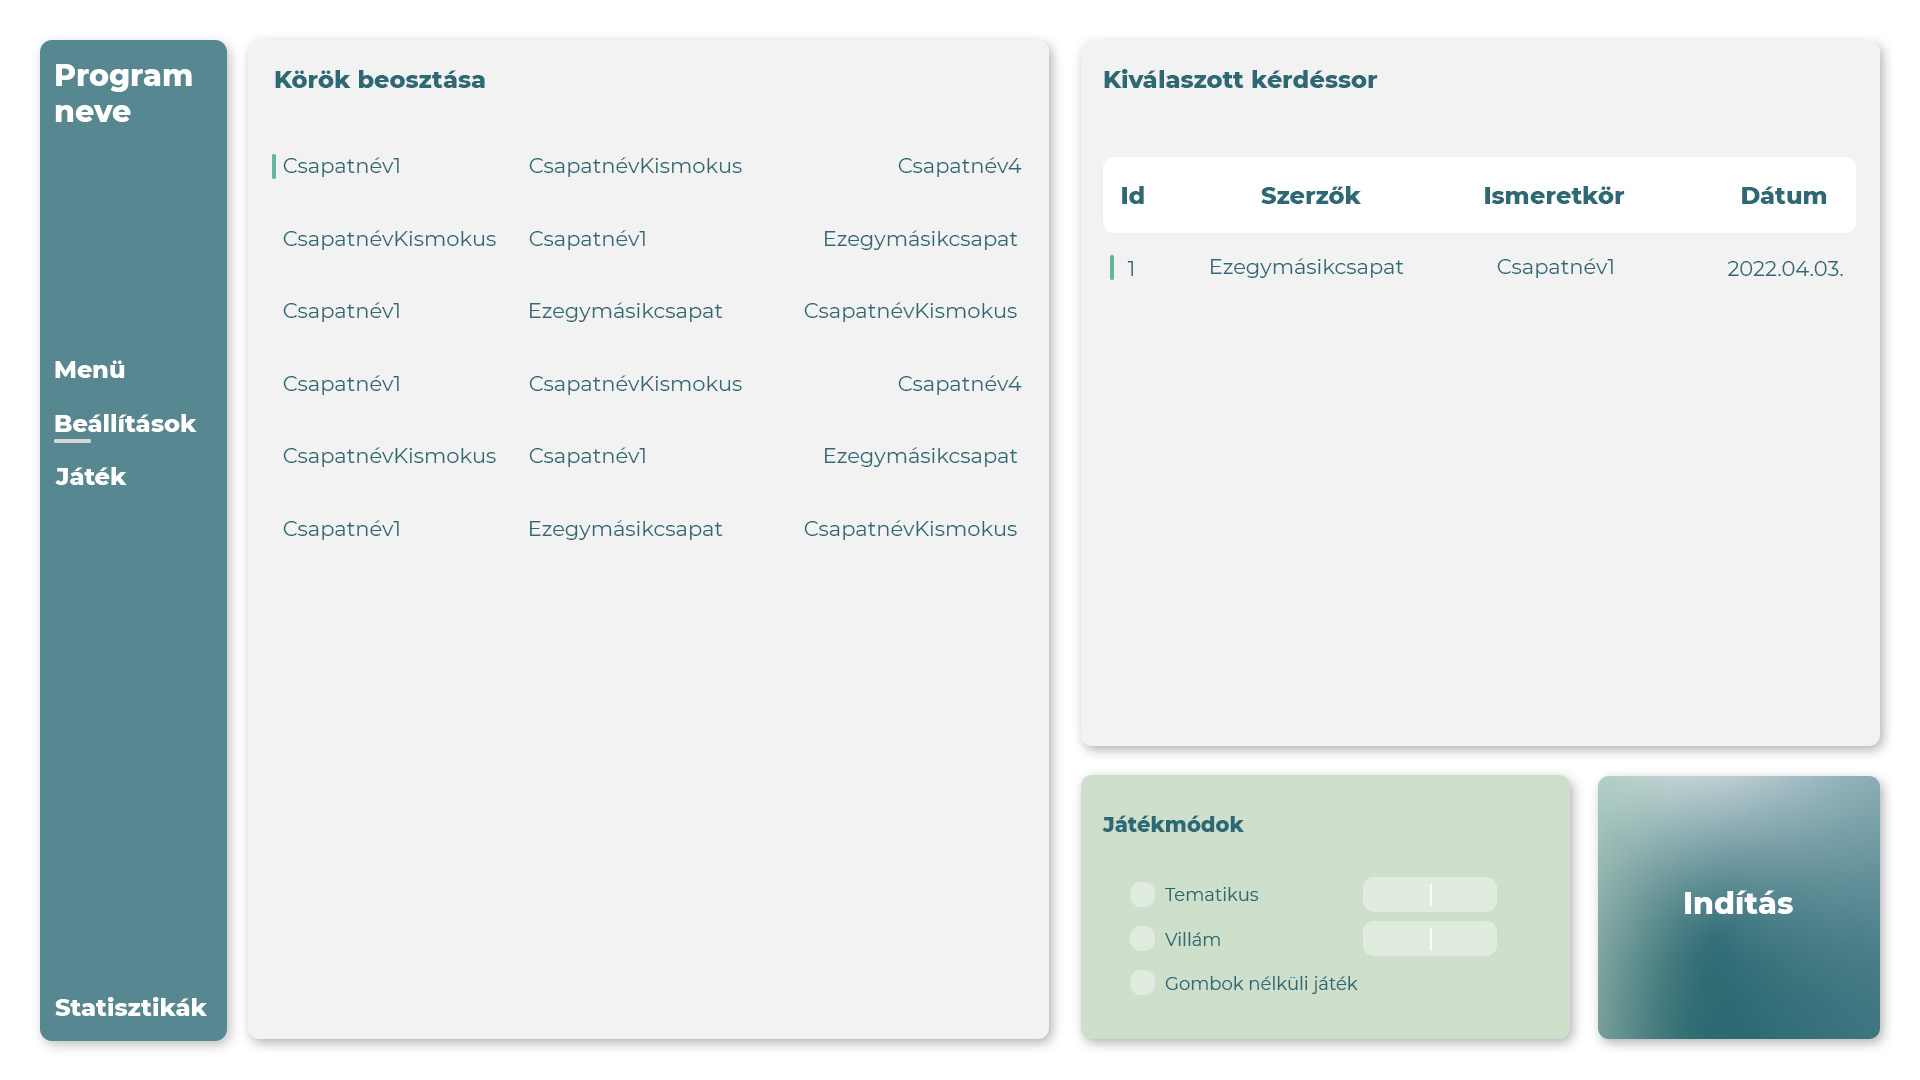 Program
neve
Menü
Beállítások
Játék
Statisztikák
Körök beosztása
Csapatnév1 CsapatnévKismokus Csapatnév4
CsapatnévKismokus Csapatnév1 Ezegymásikcsapat
Csapatnév1 Ezegymásikcsapat CsapatnévKismokus
Csapatnév1 CsapatnévKismokus Csapatnév4
CsapatnévKismokus Csapatnév1 Ezegymásikcsapat
Csapatnév1 Ezegymásikcsapat CsapatnévKismokus
Kiválaszott kérdéssor
Id Szerzők Ismeretkör Dátum
1 Ezegymásikcsapat Csapatnév1 2022.04.03.
Játékmódok
Tematikus
Villám
Gombok nélküli játék
Indítás